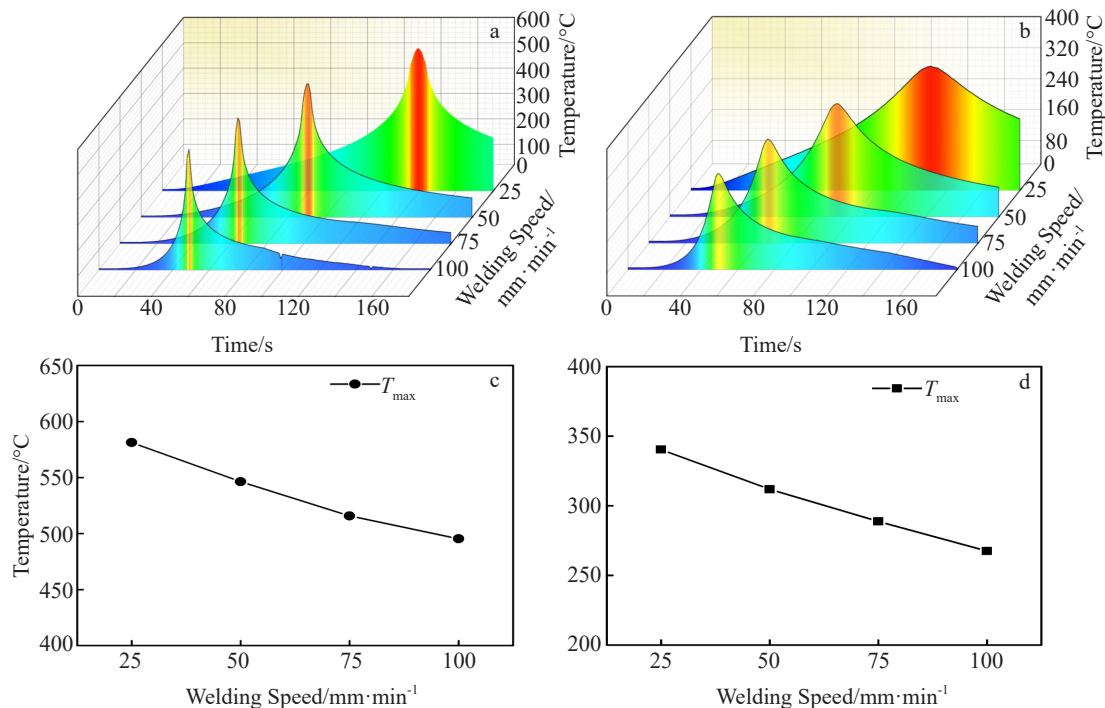 a
600
500
400
300
200
100
0
Temperature/°C
25
50
75
100
Welding Speed/
mm·min⁻¹
0
40
80
120
160
Time/s
b
400
320
240
160
80
0
Temperature/°C
25
50
75
100
Welding Speed/
mm·min⁻¹
0
40
80
120
160
Time/s
c
Tmax
650
600
550
500
450
400
Temperature/°C
25
50
75
100
Welding Speed/mm·min⁻¹
d
Tmax
400
350
300
250
200
25
50
75
100
Welding Speed/mm·min⁻¹